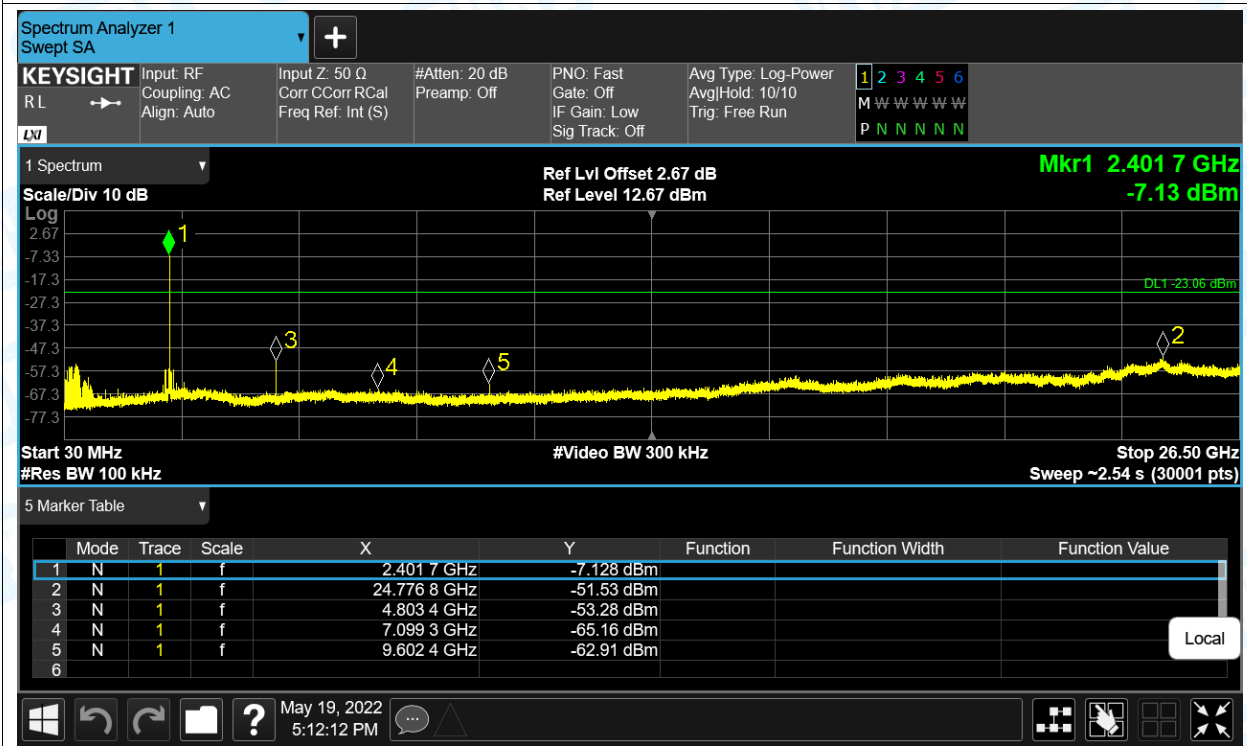 Spectrum Analyzer 1
Swept SA
KEYSIGHT Input: RF Input Z: 50 Ω #Atten: 20 dB PNO: Fast Avg Type: Log-Power 1 2 3 4 5 6
R L Coupling: AC Corr CCorr RCal Preamp: Off Gate: Off Avg|Hold: 10/10 M W W W W W W
Align: Auto Freq Ref: Int (S) IF Gain: Low Trig: Free Run
LXI Sig Track: Off P N N N N N
1 Spectrum Ref Lvl Offset 2.67 dB Mkr1 2.401 7 GHz
Scale/Div 10 dB Ref Level 12.67 dBm -7.13 dBm
Log
2.67
1
-7.33
-17.3
DL1 -23.06 dBm
-27.3
-37.3
3 2
-47.3
4 5
-57.3
-67.3
-77.3
Start 30 MHz #Video BW 300 kHz Stop 26.50 GHz
#Res BW 100 kHz Sweep ~2.54 s (30001 pts)
5 Marker Table
Mode Trace Scale X Y Function Function Width Function Value
1 N 1 f 2.401 7 GHz -7.128 dBm
2 N 1 f 24.776 8 GHz -51.53 dBm
3 N 1 f 4.803 4 GHz -53.28 dBm
4 N 1 f 7.099 3 GHz -65.16 dBm
5 N 1 f 9.602 4 GHz -62.91 dBm
6
Local
? May 19, 2022
5:12:12 PM